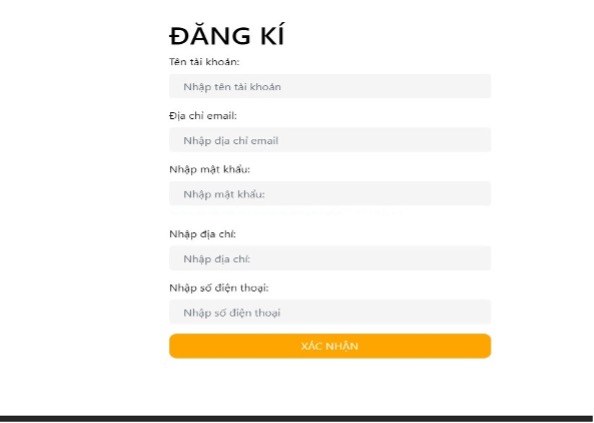 ĐĂNG KÍ
Tên tài khoản:
Nhập tên tài khoản
Địa chỉ email:
Nhập địa chỉ email
Nhập mật khẩu:
Nhập mật khẩu:
Nhập địa chỉ:
Nhập địa chỉ:
Nhập số điện thoại:
Nhập số điện thoại
XÁC NHẬN